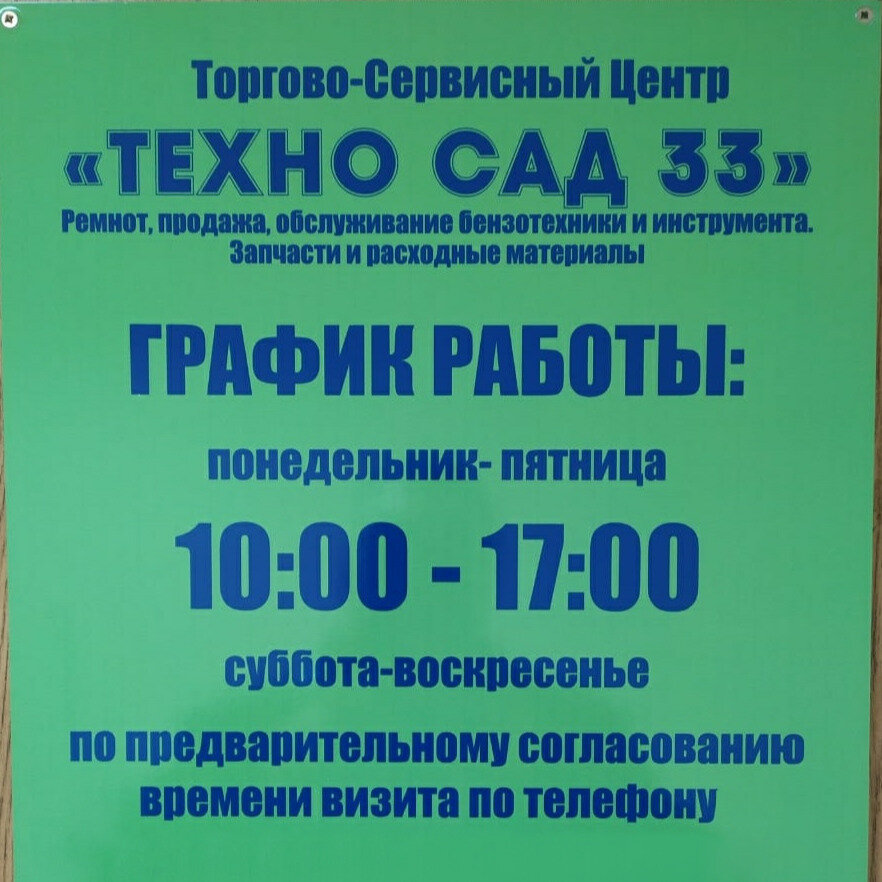 Торгово-Сервисный Центр
«ТЕХНО САД 33»
Ремнот, продажа, обслуживание бензотехники и инструмента.
Запчасти и расходные материалы
ГРАФИК РАБОТЫ:
понедельник- пятница
10:00 - 17:00
суббота-воскресенье
по предварительному согласованию
времени визита по телефону